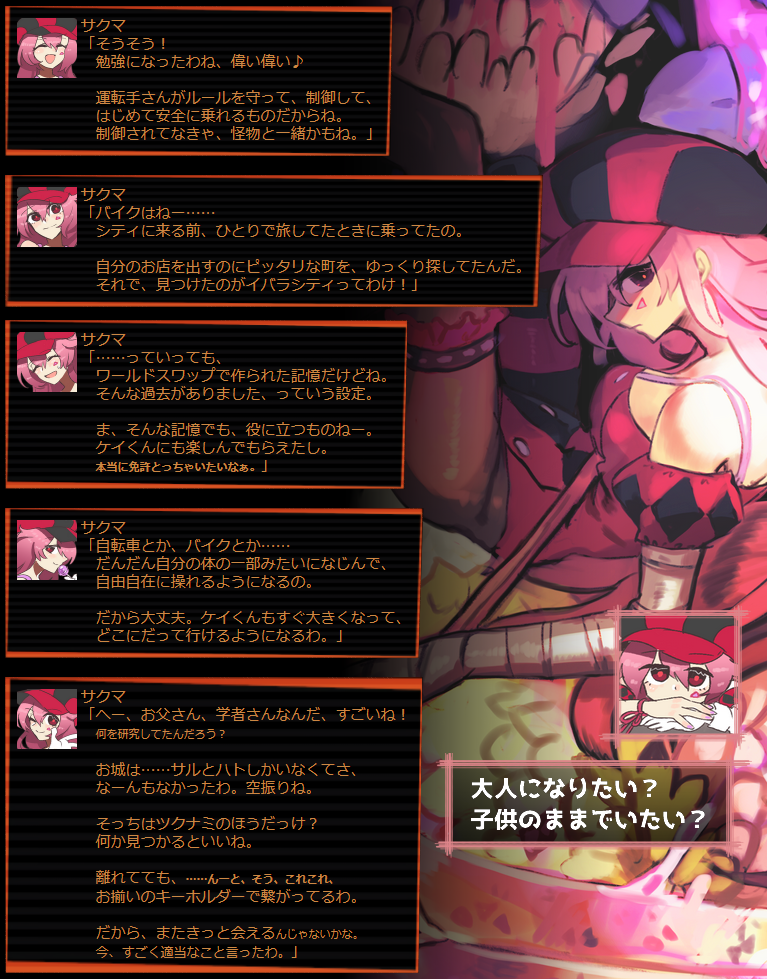 サクマ
「そうそう！
勉強になったわね、偉い偉い♪
運転手さんがルールを守って、制御して、
はじめて安全に乗れるものだからね。
制御されてなきゃ、怪物と一緒かもね。」
サクマ
「バイクはねー……
シティに来る前、ひとりで旅してたときに乗ってたの。
自分のお店を出すのにピッタリな町を、ゆっくり探してたんだ。
それで、見つけたのがイバラシティってわけ！」
サクマ
「……っていっても、
ワールドスワップで作られた記憶だけどね。
そんな過去がありました、っていう設定。
ま、そんな記憶でも、役に立つものねー。
ケイくんにも楽しんでもらえたし。
本当に免許とっちゃいたいなぁ。」
サクマ
「自転車とか、バイクとか……
だんだん自分の体の一部みたいになじんで、
自由自在に操れるようになるの。
だから大丈夫。ケイくんもすぐ大きくなって、
どこにだって行けるようになるわ。」
サクマ
「へー、お父さん、学者さんなんだ、すごいね！
何を研究してたんだろう？
お城は……サルとハトしかいなくてさ、
なーんもなかったわ。空振りね。
そっちはツクナミのほうだっけ？
何か見つかるといいね。
離れてても、……んーと、そう、これこれ、
お揃いのキーホルダーで繋がってるわ。
だから、またきっと会えるんじゃないかな。
今、すごく適当なこと言ったわ。」
大人になりたい？
子供のままでいたい？